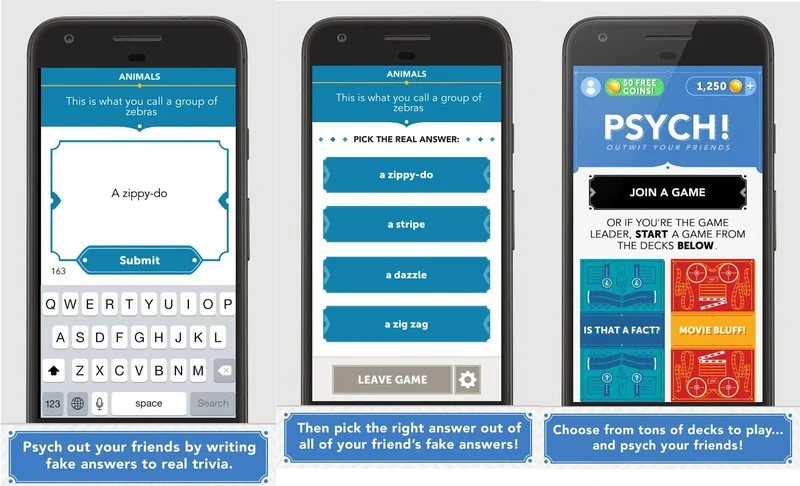 ANIMALS
This is what you call a group of
zebras
A zippy-do
Submit
163
Q W E R T Y U I O P
A S D F G H J K L
Z X C V B N M
123 space Search
Psych out your friends by writing
fake answers to real trivia.
ANIMALS
This is what you call a group of
zebras
PICK THE REAL ANSWER:
a zippy-do
a stripe
a dazzle
a zig zag
LEAVE GAME
Then pick the right answer out of
all of your friend's fake answers!
50 FREE
COINS!
1,250 +
PSYCH!
OUTWIT YOUR FRIENDS
JOIN A GAME
OR IF YOU'RE THE GAME
LEADER, START A GAME FROM
THE DECKS BELOW.
IS THAT A FACT?
MOVIE BLUFF!
Choose from tons of decks to play...
and psych your friends!